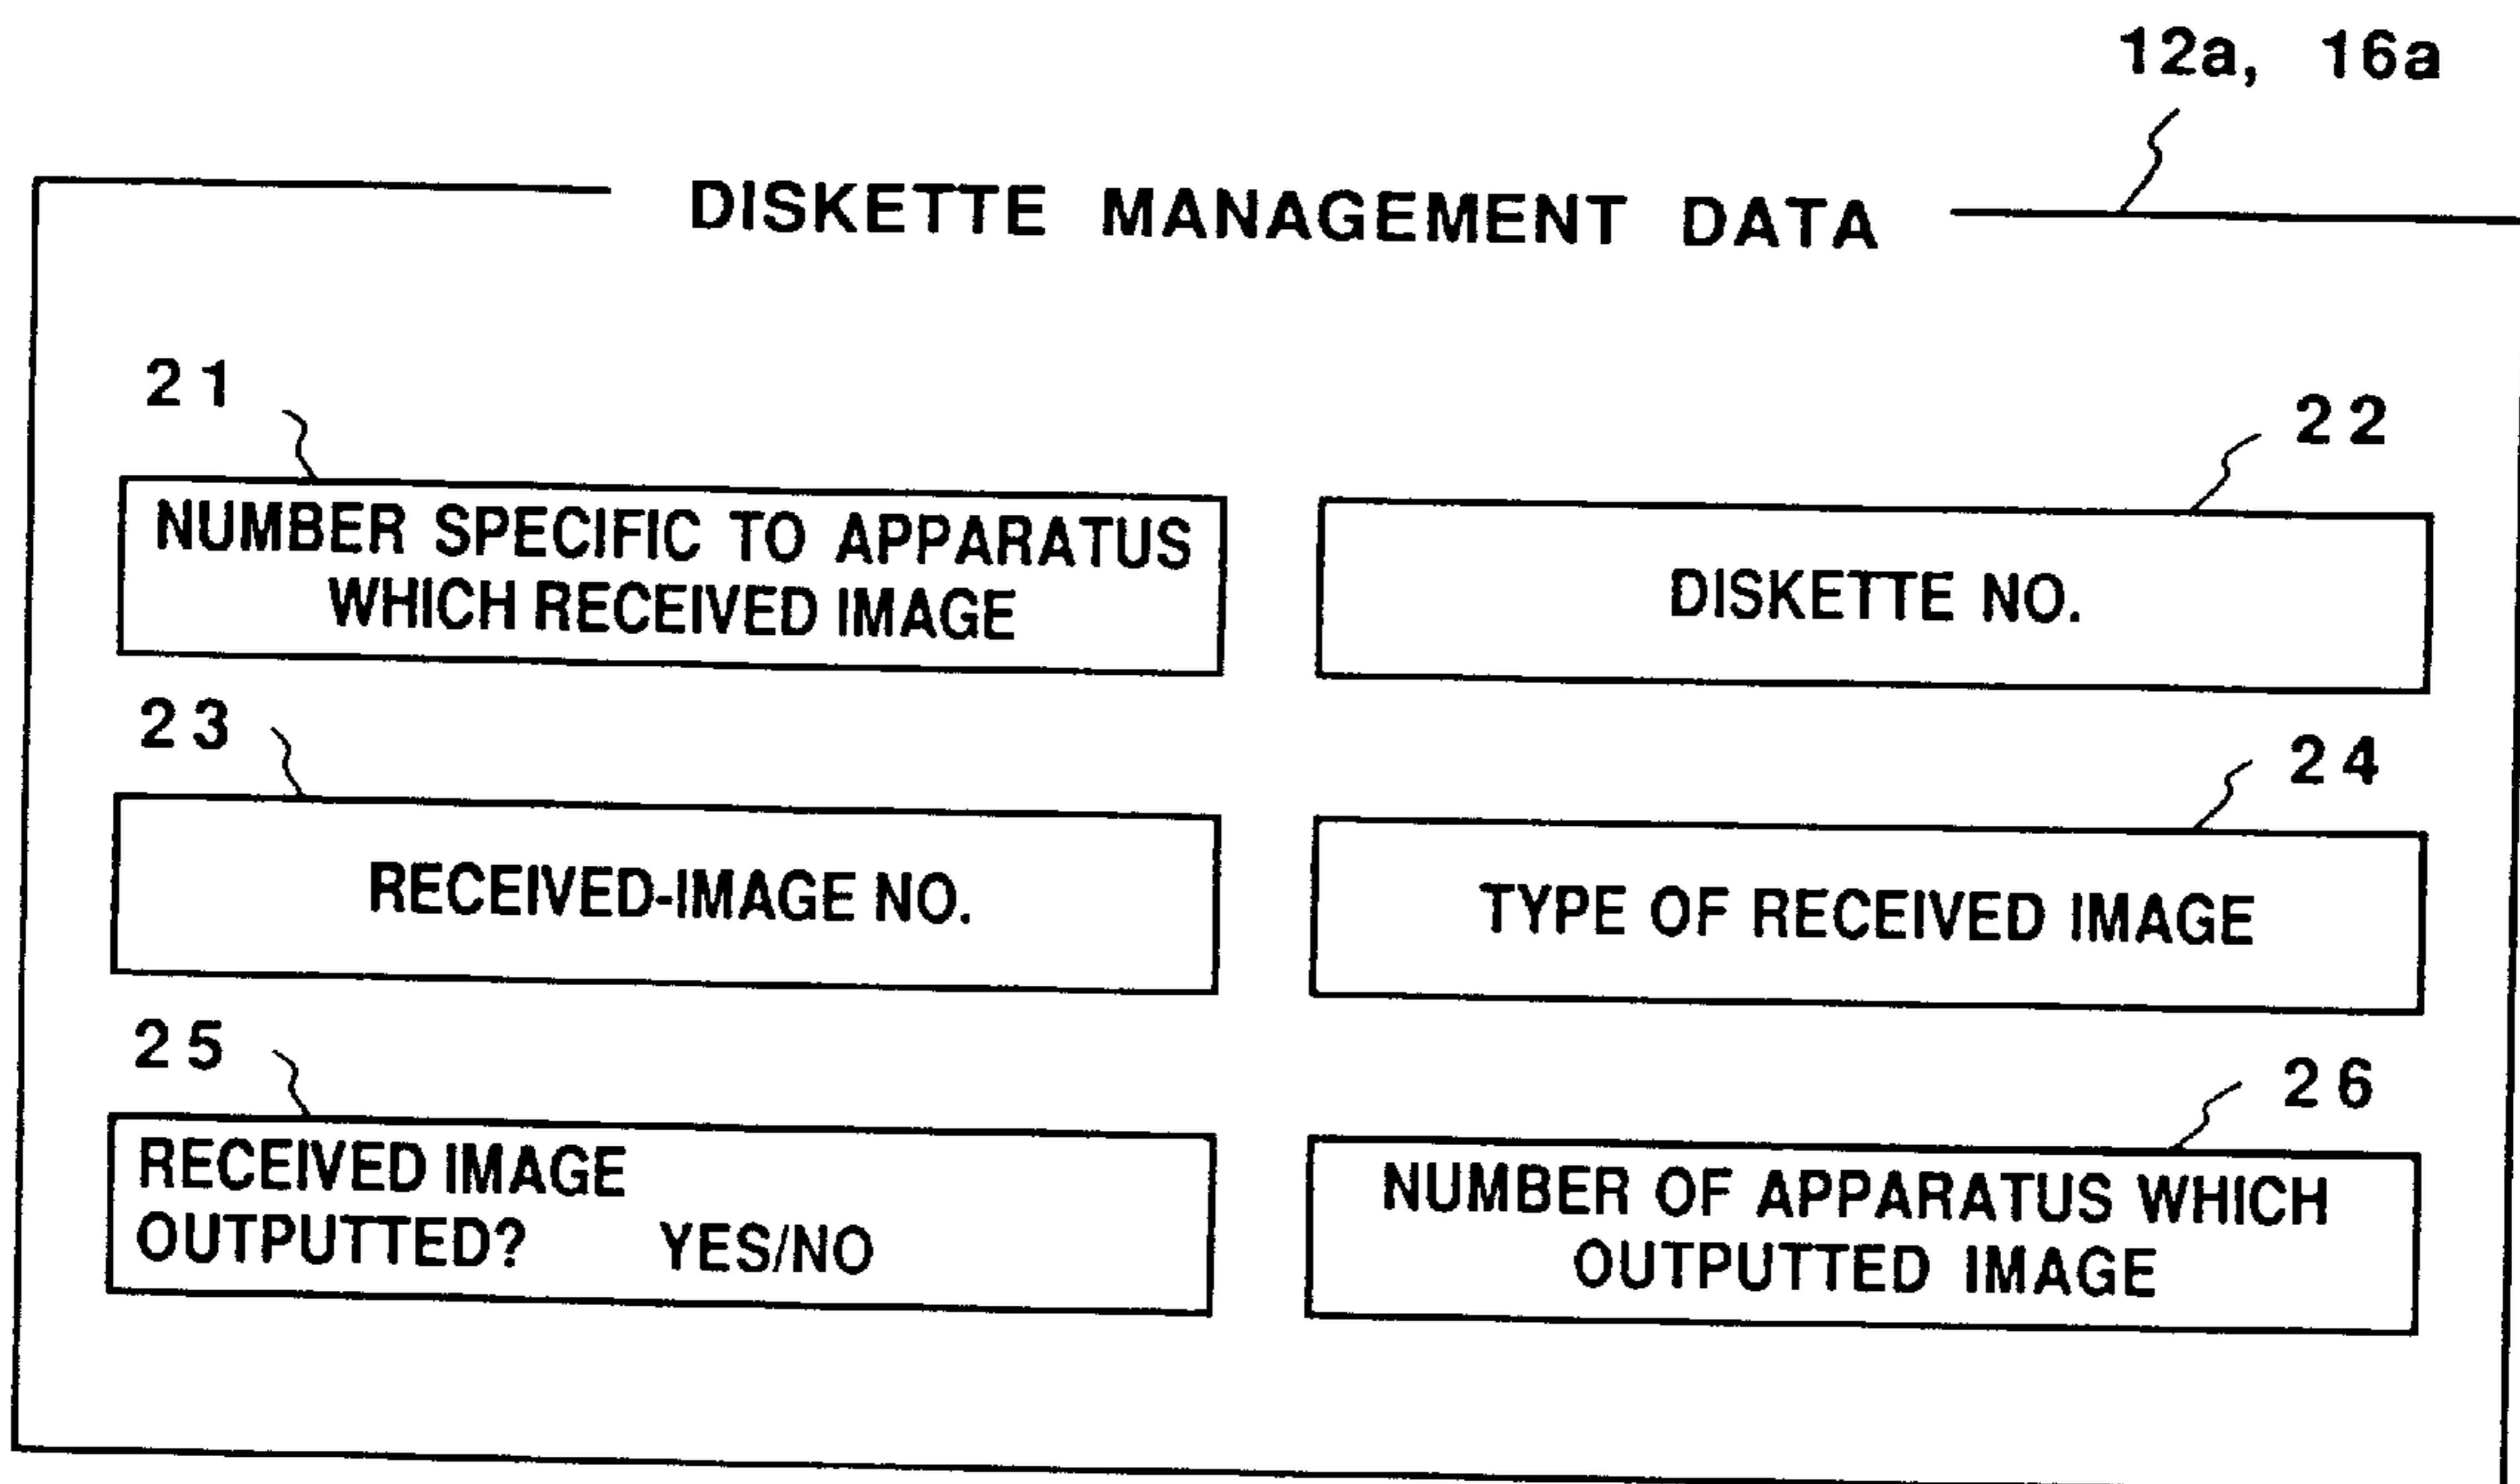 12a, 16a
DISKETTE MANAGEMENT DATA
21
22
NUMBER SPECIFIC TO APPARATUS
WHICH RECEIVED IMAGE
DISKETTE NO.
23
24
RECEIVED-IMAGE NO.
TYPE OF RECEIVED IMAGE
25
26
RECEIVED IMAGE
OUTPUTTED? YES/NO
NUMBER OF APPARATUS WHICH
OUTPUTTED IMAGE